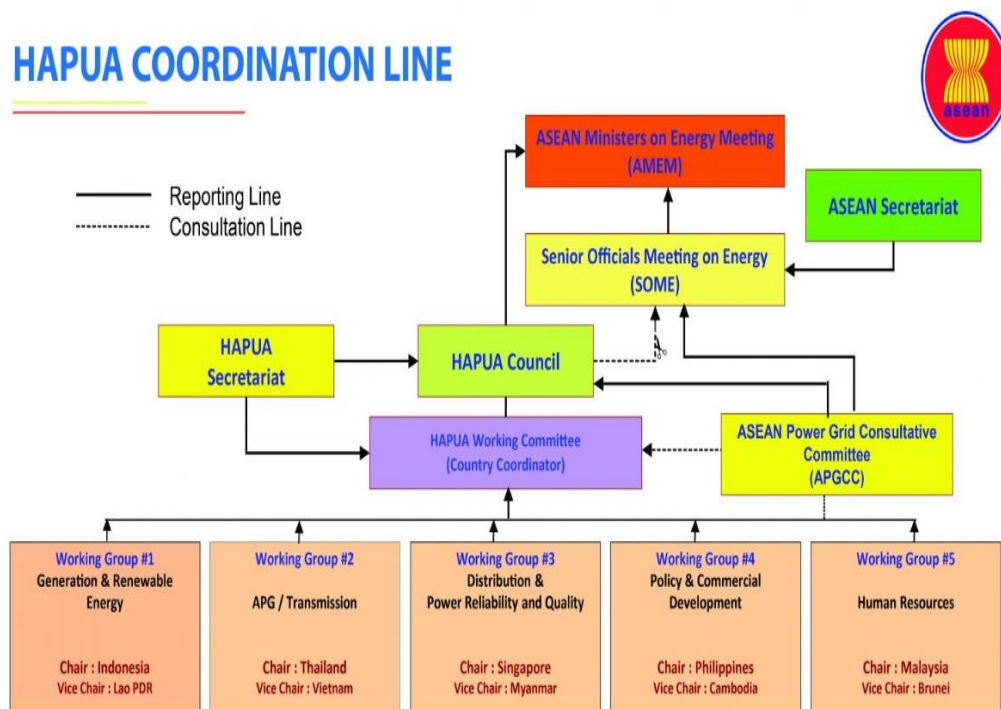 HAPUA COORDINATION LINE
asean
Reporting Line
Consultation Line
ASEAN Ministers on Energy Meeting
(AMEM)
ASEAN Secretariat
Senior Officials Meeting on Energy
(SOME)
HAPUA
Secretariat
HAPUA Council
HAPUA Working Committee
(Country Coordinator)
ASEAN Power Grid Consultative
Committee
(APGCC)
Working Group #1
Generation & Renewable
Energy
Chair : Indonesia
Vice Chair : Lao PDR
Working Group #2
APG / Transmission
Chair : Thailand
Vice Chair : Vietnam
Working Group #3
Distribution &
Power Reliability and Quality
Chair : Singapore
Vice Chair : Myanmar
Working Group #4
Policy & Commercial
Development
Chair : Philippines
Vice Chair : Cambodia
Working Group #5
Human Resources
Chair : Malaysia
Vice Chair : Brunei